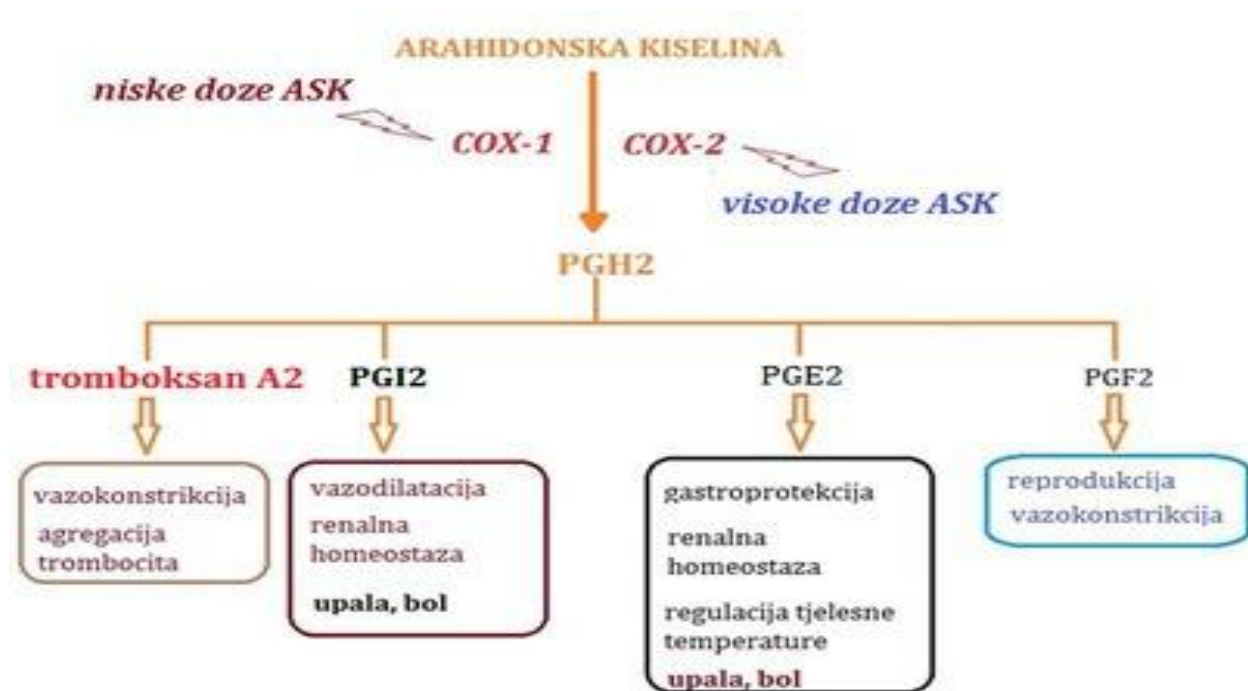 ARAHIDONSKA KISELINA
niske doze ASK
COX-1
COX-2
visoke doze ASK
PGH2
tromboksan A2
PGI2
PGE2
PGF2
vazokonstrikcija
agregacija
trombocita
vazodilatacija
renalna
homeostaza
upala, bol
gastroprotekcija
renalna
homeostaza
regulacija tjelesne
temperature
upala, bol
reprodukcija
vazokonstrikcija